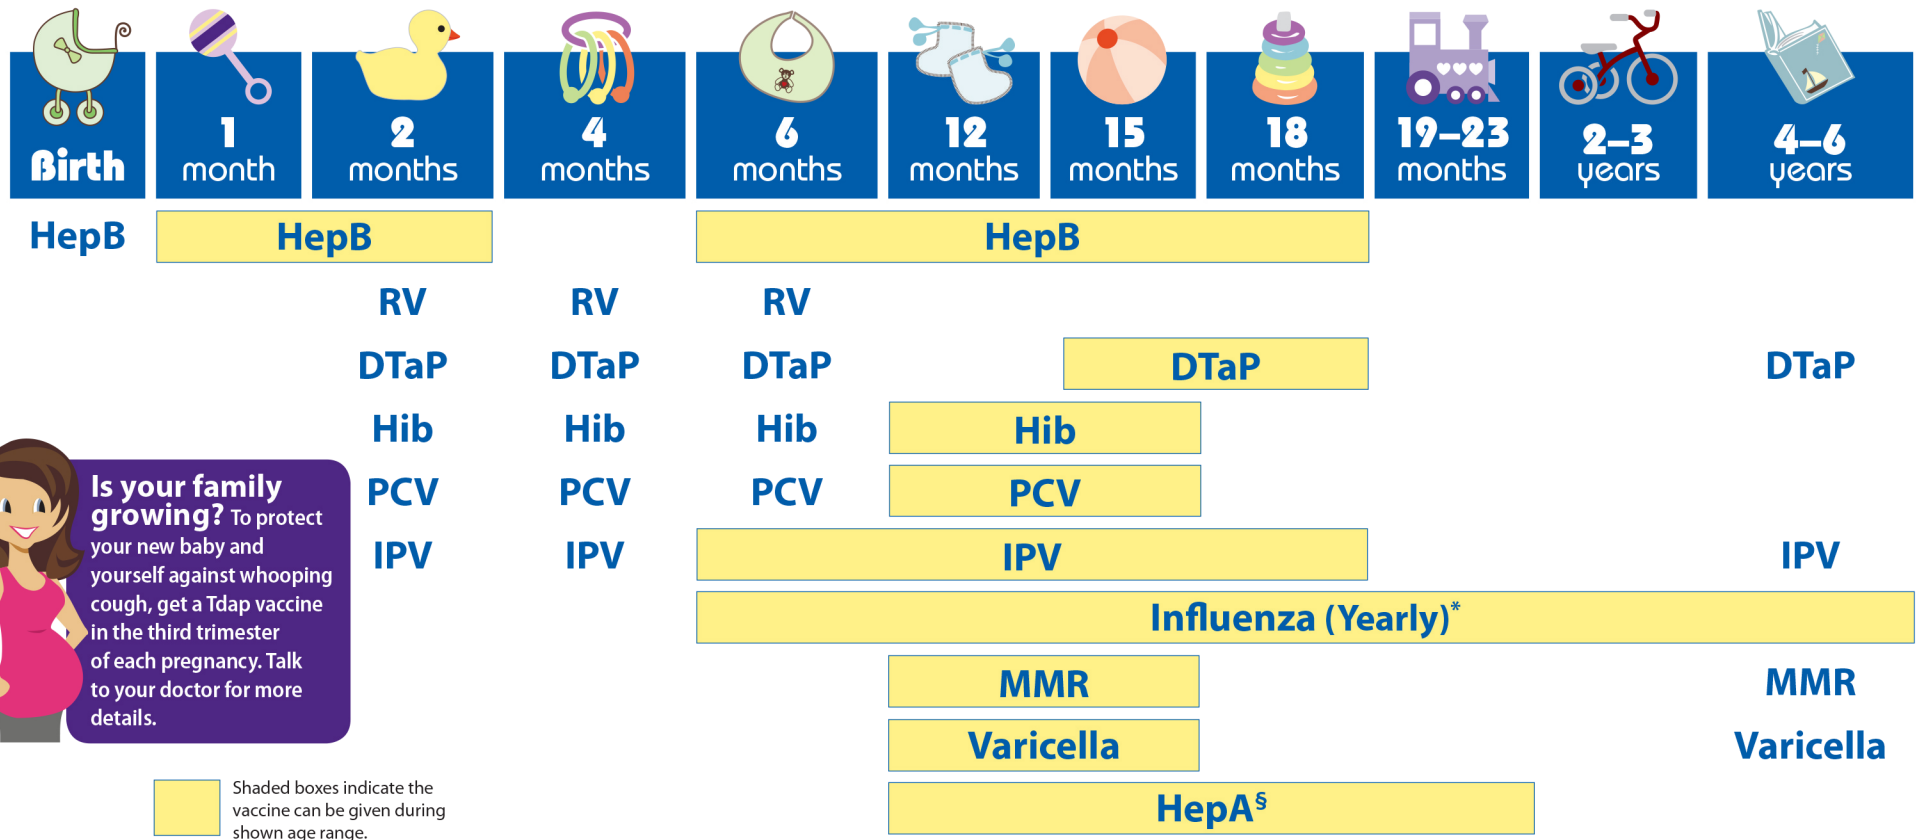 Birth
1
month
2
months
4
months
6
months
12
months
15
months
18
months
19–23
months
2–3
years
4–6
years
HepB HepB HepB
RV RV RV
DTaP DTaP DTaP DTaP DTaP
Hib Hib Hib Hib
PCV PCV PCV PCV
IPV IPV IPV IPV
Influenza (Yearly)*
MMR MMR
Varicella Varicella
HepA§
Is your family
growing? To protect
your new baby and
yourself against whooping
cough, get a Tdap vaccine
in the third trimester
of each pregnancy. Talk
to your doctor for more
details.
Shaded boxes indicate the
vaccine can be given during
shown age range.